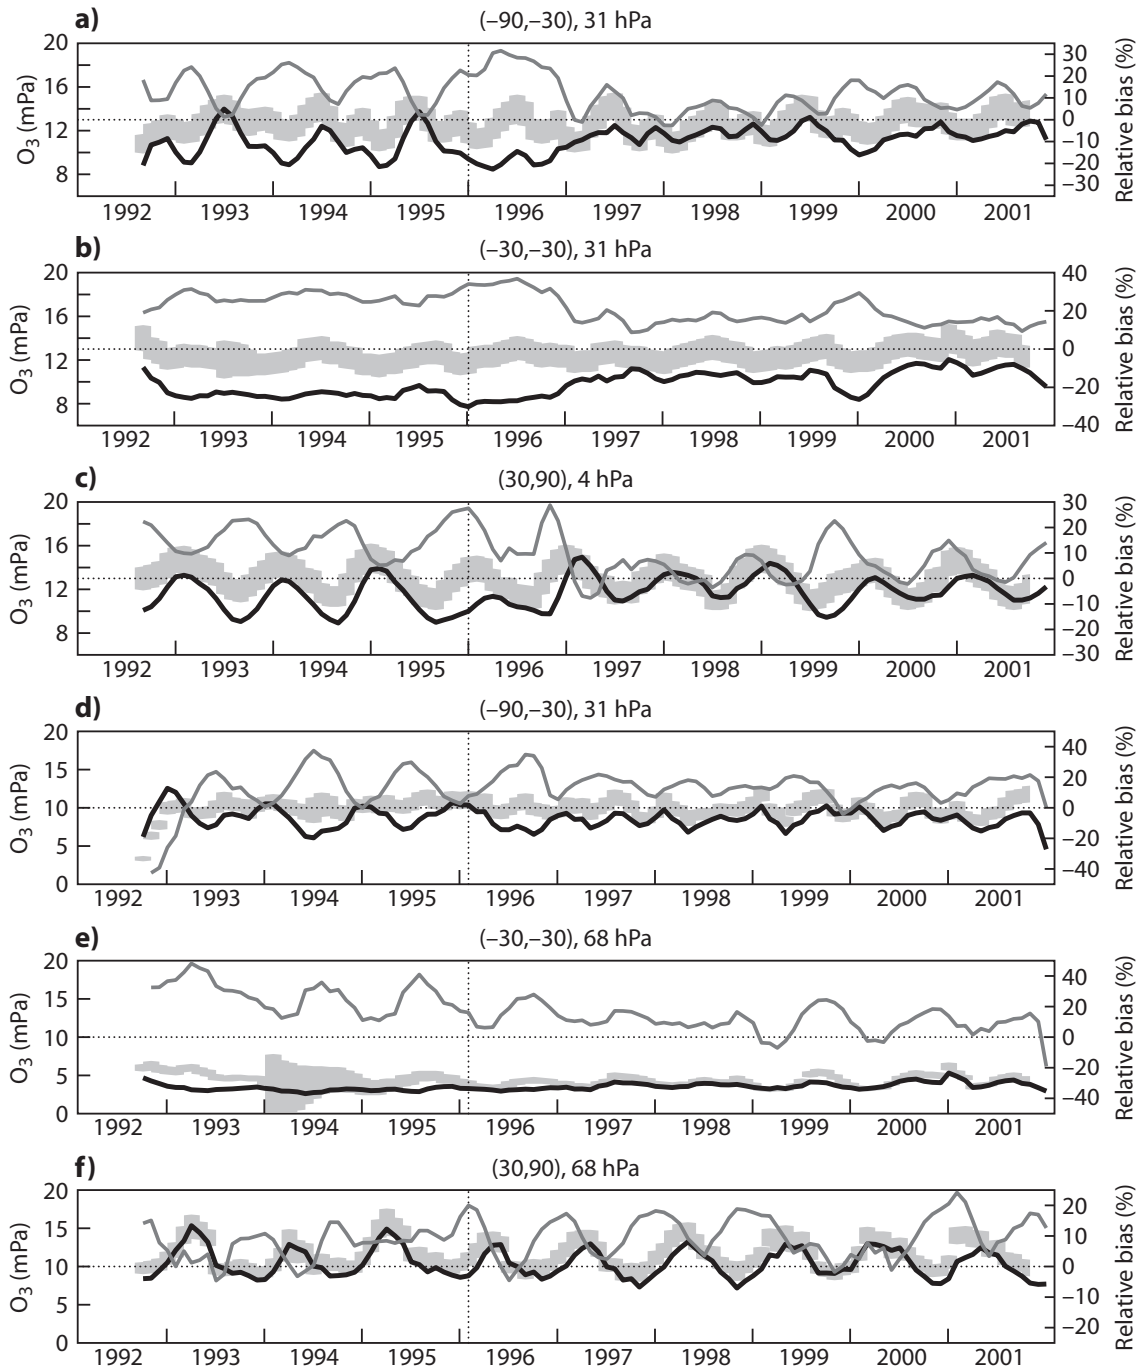 a) (–90,–30), 31 hPa
20 16 12 8
O3 (mPa)
30 20 10 0 –10 –20 –30
Relative bias (%)
1992 1993 1994 1995 1996 1997 1998 1999 2000 2001
b) (–30,–30), 31 hPa
20 16 12 8
O3 (mPa)
40 20 0 –20 –40
Relative bias (%)
1992 1993 1994 1995 1996 1997 1998 1999 2000 2001
c) (30,90), 4 hPa
20 16 12 8
O3 (mPa)
30 20 10 0 –10 –20 –30
Relative bias (%)
1992 1993 1994 1995 1996 1997 1998 1999 2000 2001
d) (–90,–30), 31 hPa
20 15 10 5 0
O3 (mPa)
40 20 0 –20 –40
Relative bias (%)
1992 1993 1994 1995 1996 1997 1998 1999 2000 2001
e) (–30,–30), 68 hPa
20 15 10 5 0
O3 (mPa)
40 20 0 –20 –40
Relative bias (%)
1992 1993 1994 1995 1996 1997 1998 1999 2000 2001
f) (30,90), 68 hPa
20 15 10 5 0
O3 (mPa)
20 10 0 –10 –20
Relative bias (%)
1992 1993 1994 1995 1996 1997 1998 1999 2000 2001